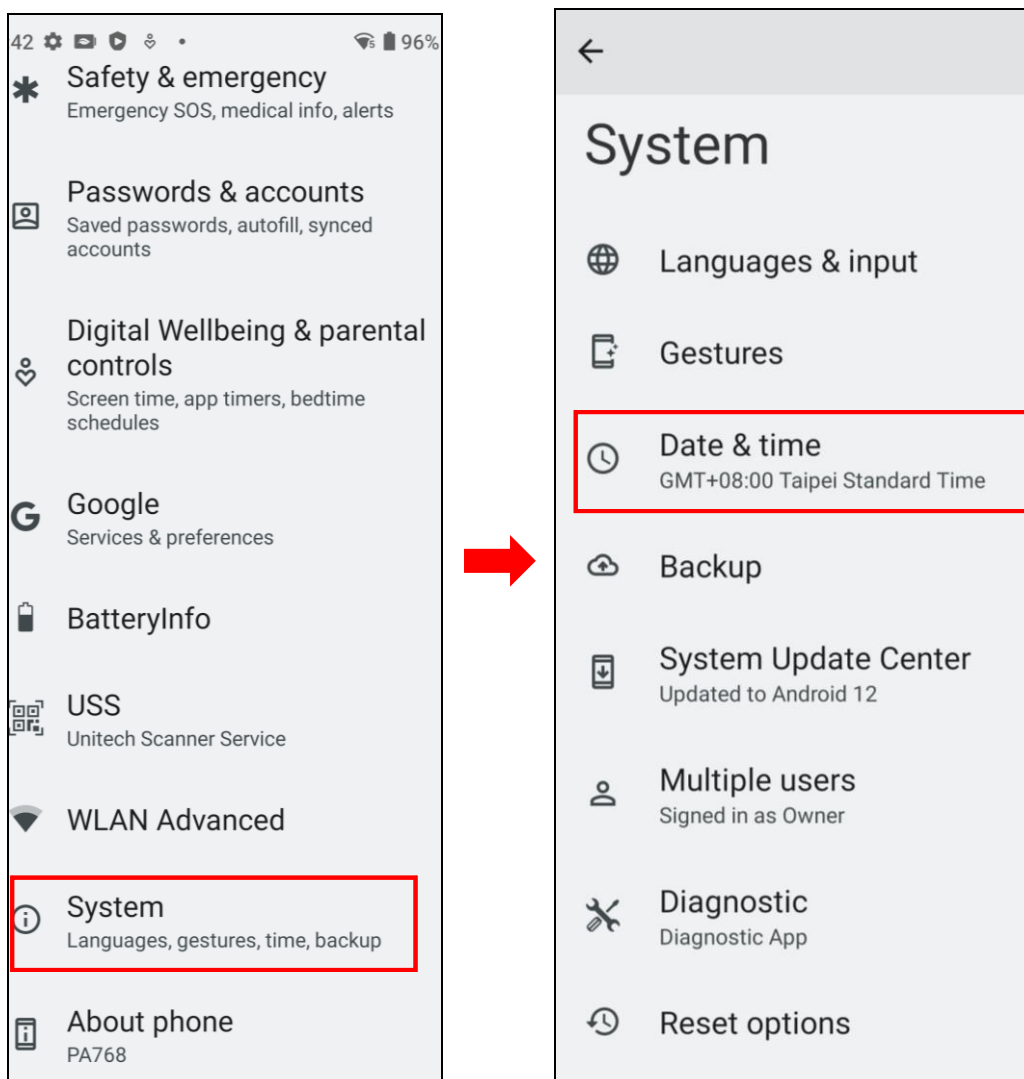 42 96%
Safety & emergency
Emergency SOS, medical info, alerts
Passwords & accounts
Saved passwords, autofill, synced
accounts
Digital Wellbeing & parental
controls
Screen time, app timers, bedtime
schedules
Google
Services & preferences
BatteryInfo
USS
Unitech Scanner Service
WLAN Advanced
System
Languages, gestures, time, backup
About phone
PA768
System
Languages & input
Gestures
Date & time
GMT+08:00 Taipei Standard Time
Backup
System Update Center
Updated to Android 12
Multiple users
Signed in as Owner
Diagnostic
Diagnostic App
Reset options